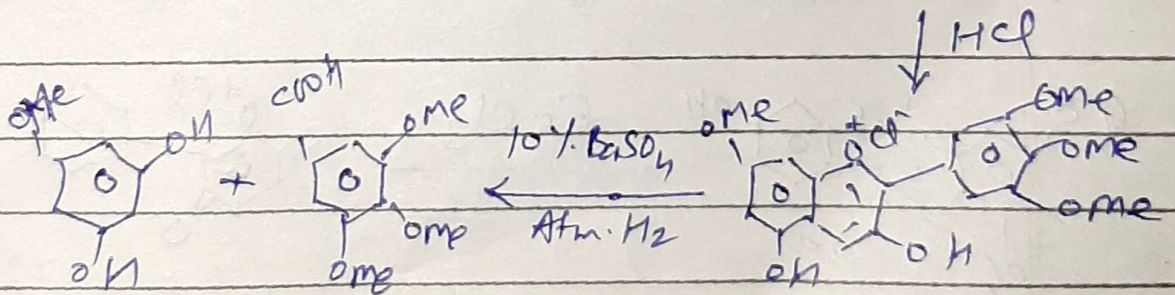 HCl
OMe COOH OMe OH 10% BaSO4 OMe O+Cl- OMe
+ OMe
OMe Atm. H2 OMe
OH OMe OH OH